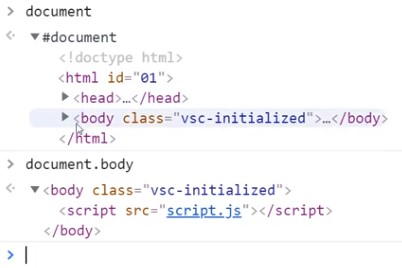 > document
#document
<!doctype html>
<html id="01">
<head>…</head>
<body class="vsc-initialized">…</body>
</html>
> document.body
<body class="vsc-initialized">
<script src="script.js"></script>
</body>
>